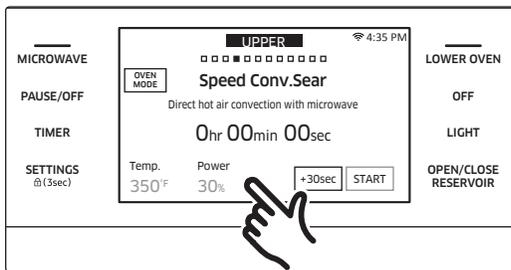 MICROWAVE
PAUSE/OFF
TIMER
SETTINGS
(3sec)
UPPER
4:35 PM
OVEN
MODE
Speed Conv.Sear
Direct hot air convection with microwave
0hr 00min 00sec
Temp. Power
350°F 30% +30sec START
LOWER OVEN
OFF
LIGHT
OPEN/CLOSE
RESERVOIR